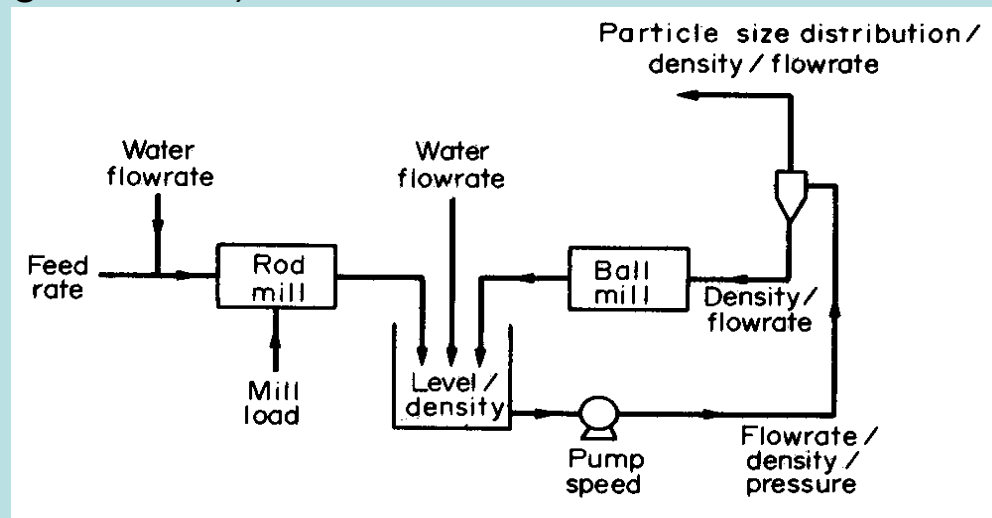 Particle size distribution/
density/flowrate
Water
flowrate
Water
flowrate
Feed
rate
Rod
mill
Ball
mill
Density/
flowrate
Mill
load
Level/
density
Pump
speed
Flowrate/
density/
pressure